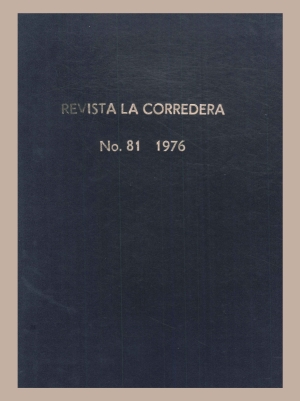 REVISTA LA CORREDERA
No. 81 1976